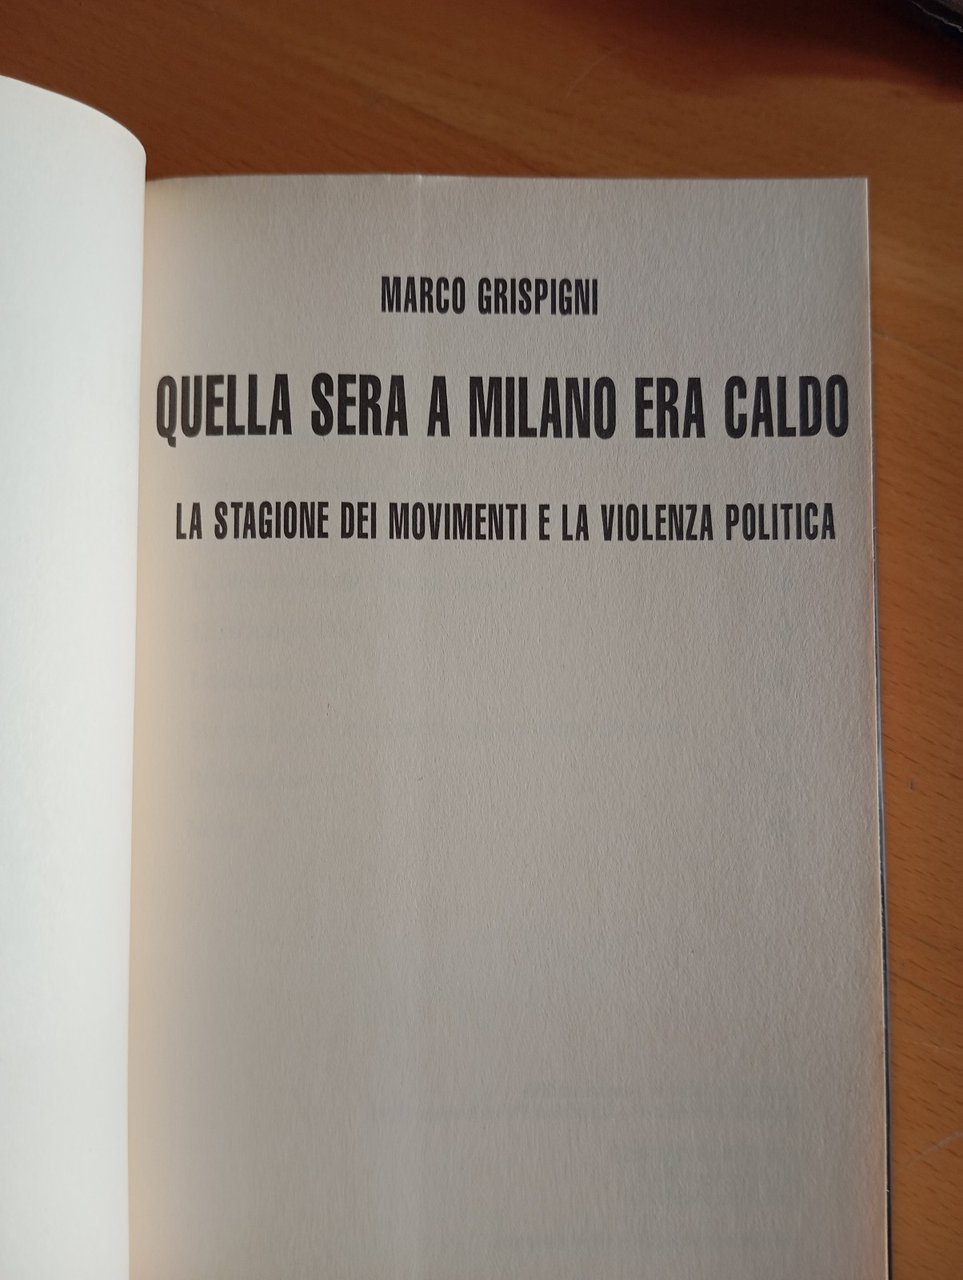 MARCO GRISPIGNI
QUELLA SERA A MILANO ERA CALDO
LA STAGIONE DEI MOVIMENTI E LA VIOLENZA POLITICA